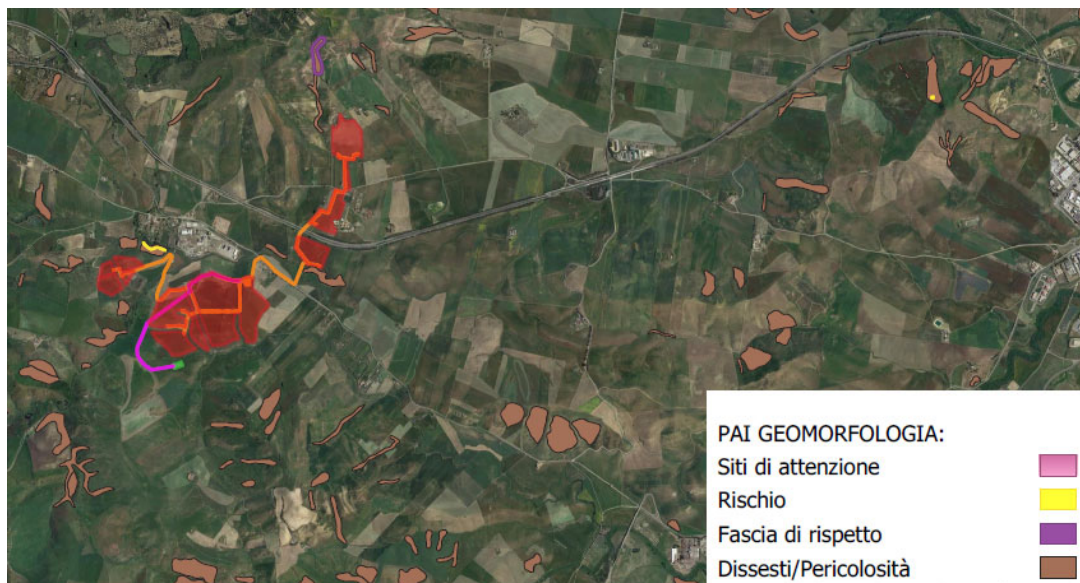 PAI GEOMORFOLOGIA:
Siti di attenzione
Rischio
Fascia di rispetto
Dissesti/Pericolosità